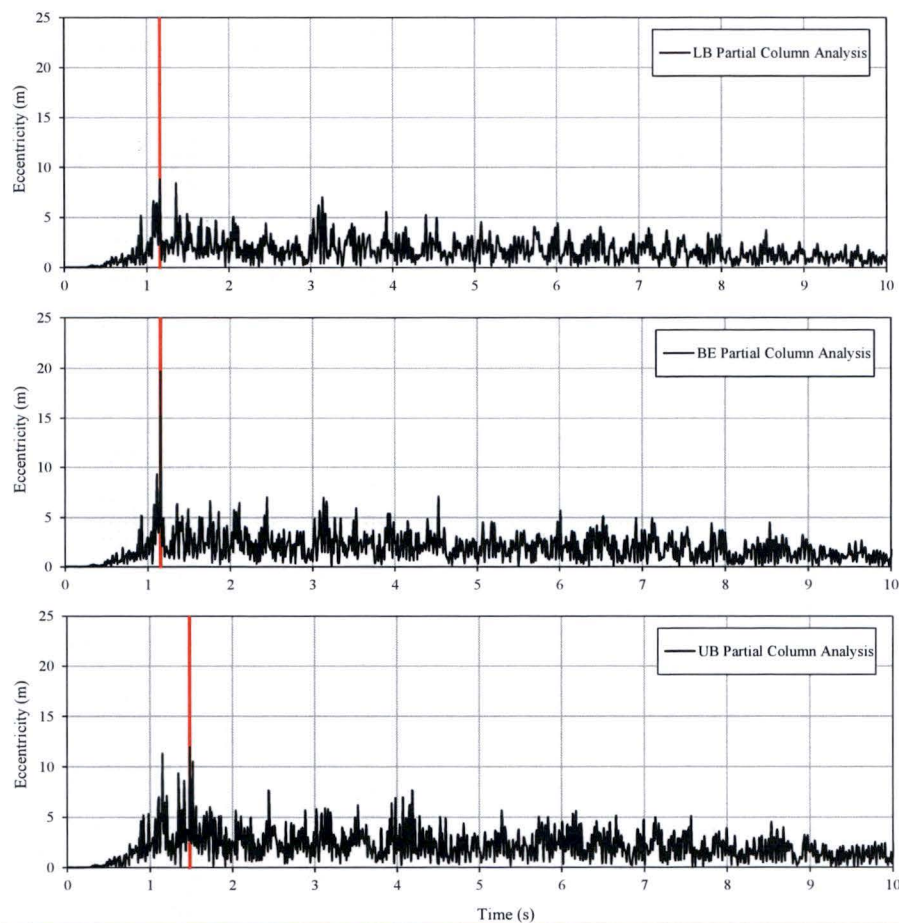 25
20
15
10
5
0
Eccentricity (m)
LB Partial Column Analysis
0 1 2 3 4 5 6 7 8 9 10
25
20
15
10
5
0
Eccentricity (m)
BE Partial Column Analysis
0 1 2 3 4 5 6 7 8 9 10
25
20
15
10
5
0
Eccentricity (m)
UB Partial Column Analysis
0 1 2 3 4 5 6 7 8 9 10
Time (s)